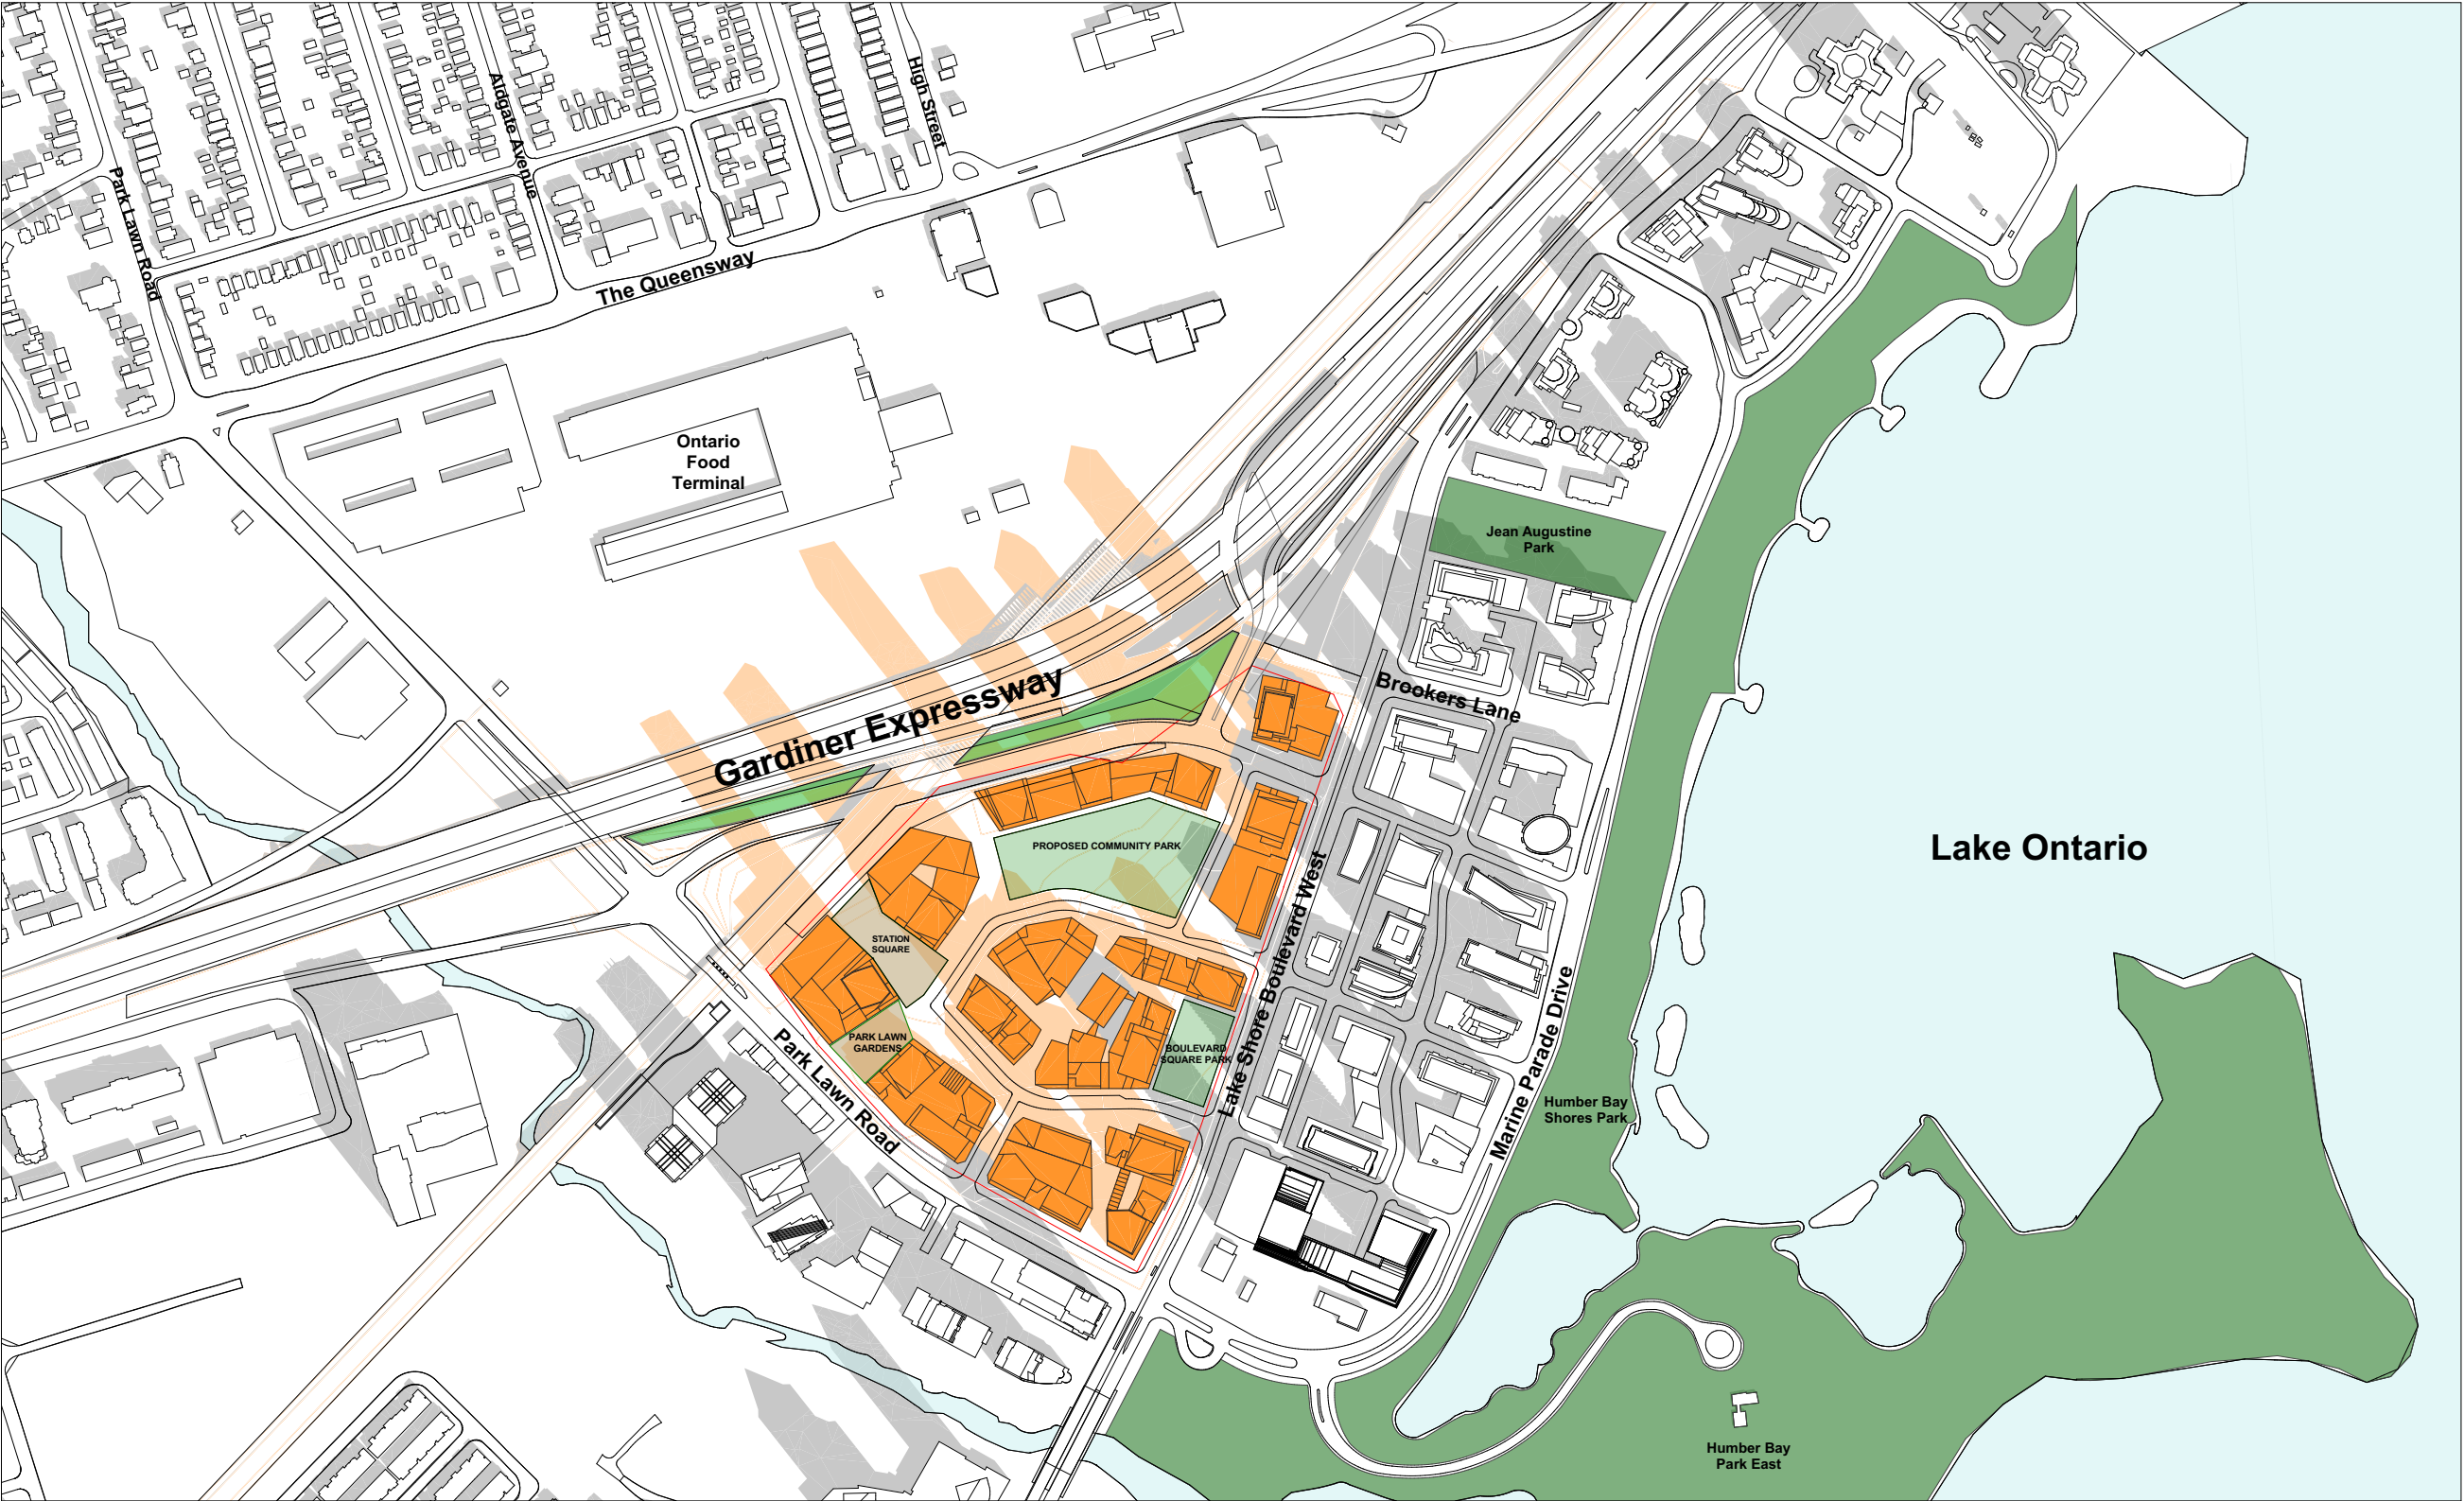 High Street
Aldgate Avenue
Park Lawn Road
The Queensway
Ontario
Food
Terminal
Jean Augustine
Park
Gardiner Expressway
Brookers Lane
PROPOSED COMMUNITY PARK
Lake Ontario
STATION
SQUARE
Lake Shore Boulevard West
PARK LAWN
GARDENS
BOULEVARD
SQUARE PARK
Park Lawn Road
Marine Parade Drive
Humber Bay
Shores Park
Humber Bay
Park East